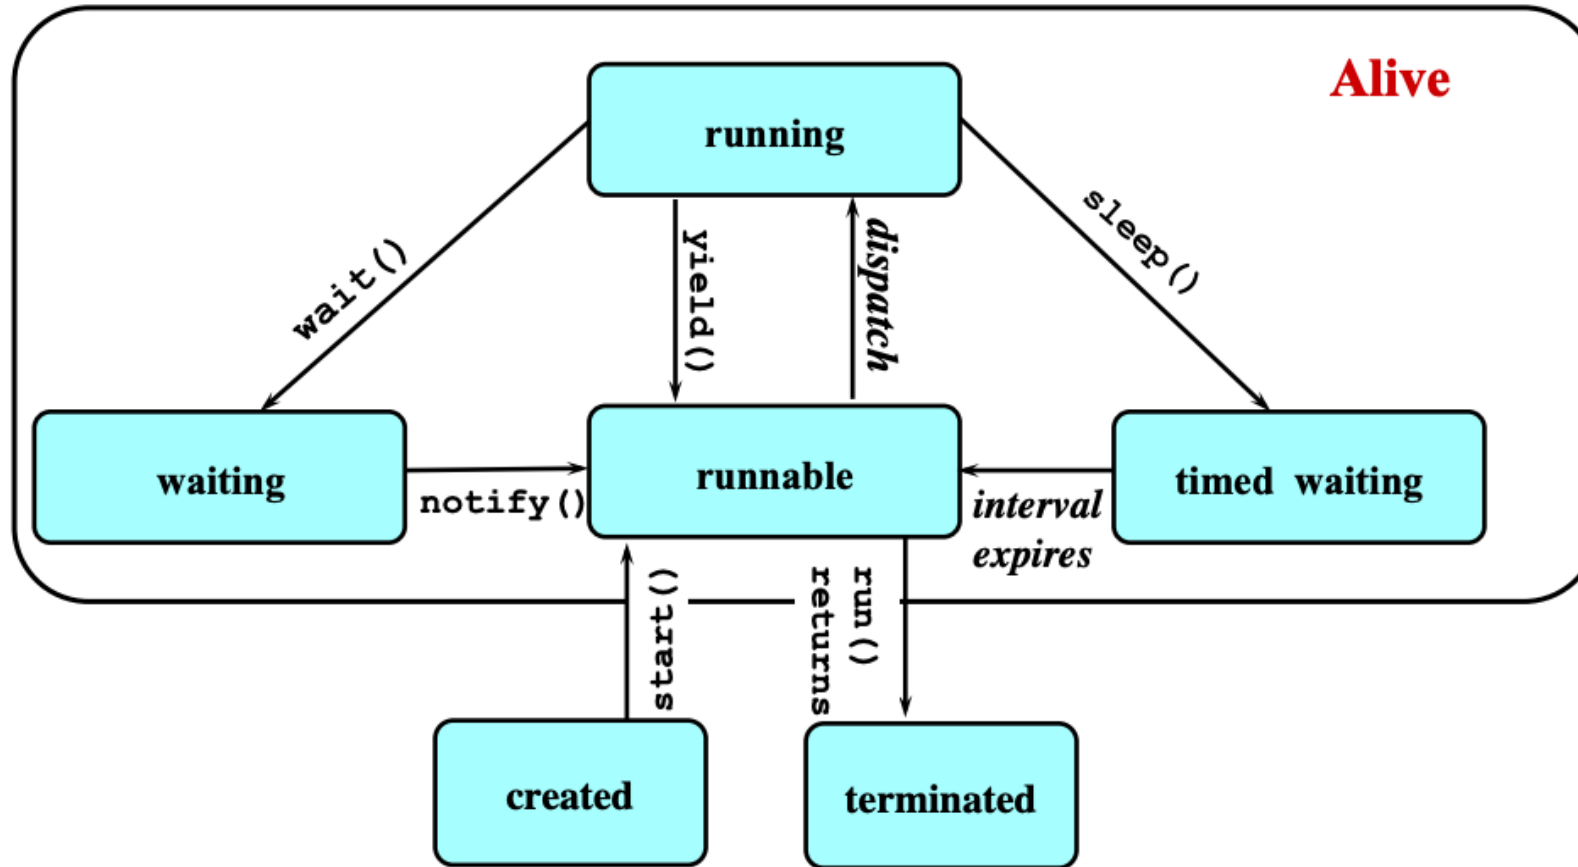 Alive
running
wait()
yield()
dispatch
sleep()
waiting
notify()
runnable
interval
expires
timed waiting
start()
run()
returns
created
terminated